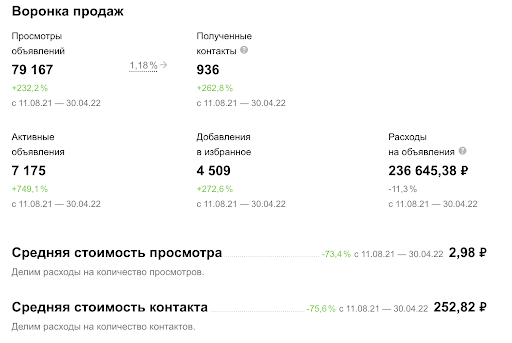 Воронка продаж
Просмотры
объявлений
79 167
+232,2 %
с 11.08.21 — 30.04.22
1,18 %
Полученные
контакты ?
936
+262,8 %
с 11.08.21 — 30.04.22
Активные
объявления
7 175
+749,1 %
с 11.08.21 — 30.04.22
Добавления
в избранное
4 509
+272,6 %
с 11.08.21 — 30.04.22
Расходы
на объявления ?
236 645,38 ₽
-11,3 %
с 11.08.21 — 30.04.22
Средняя стоимость просмотра -73,4 % с 11.08.21 — 30.04.22 2,98 ₽
Делим расходы на количество просмотров.
Средняя стоимость контакта -75,6 % с 11.08.21 — 30.04.22 252,82 ₽
Делим расходы на количество контактов.